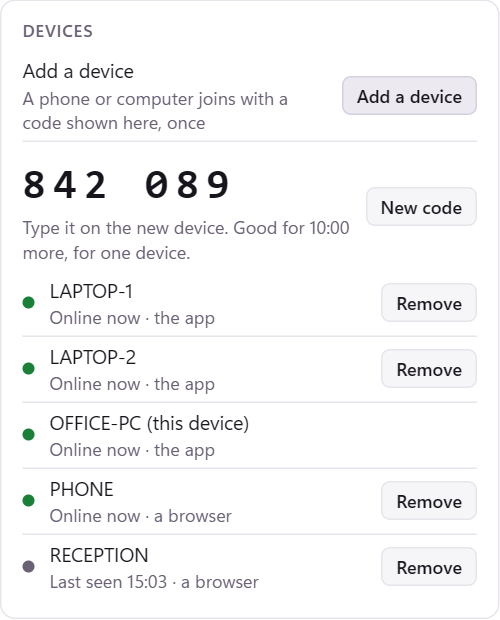 DEVICES
Add a device
A phone or computer joins with a
code shown here, once
Add a device
842 089
Type it on the new device. Good for 10:00
more, for one device.
New code
LAPTOP-1
Online now · the app
Remove
LAPTOP-2
Online now · the app
Remove
OFFICE-PC (this device)
Online now · the app
PHONE
Online now · a browser
Remove
RECEPTION
Last seen 15:03 · a browser
Remove